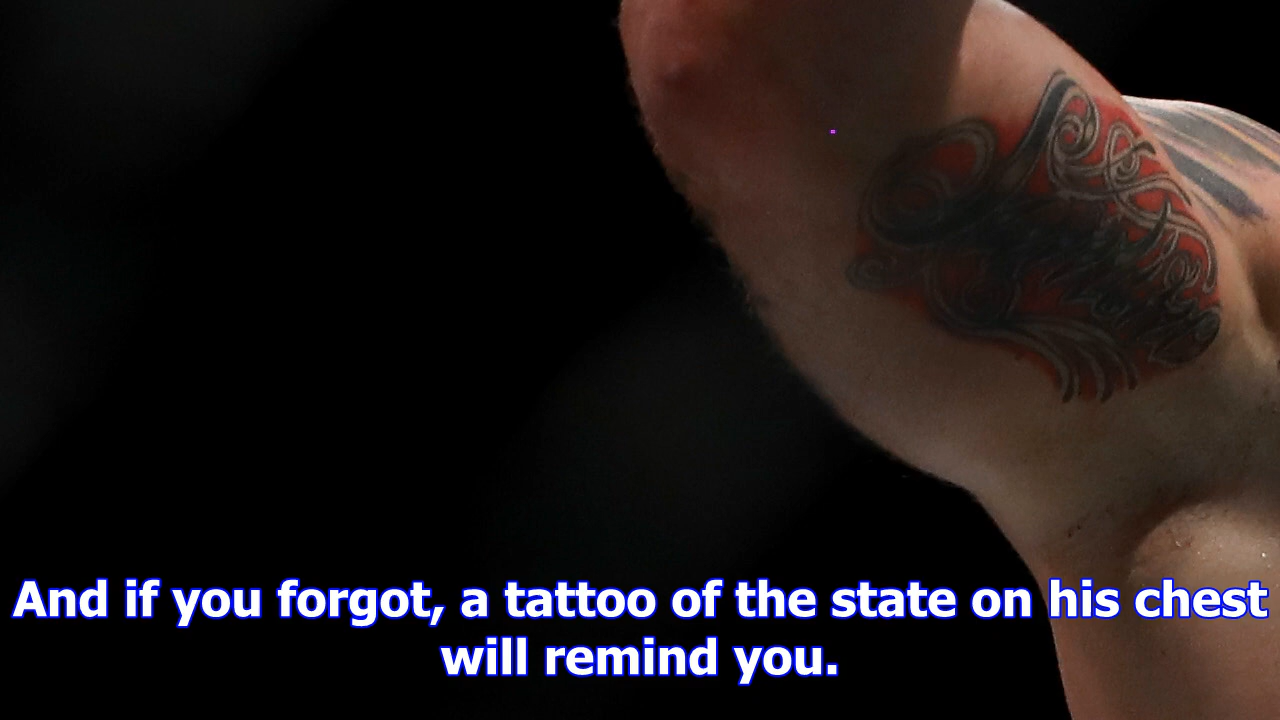 And if you forgot, a tattoo of the state on his chest
will remind you.